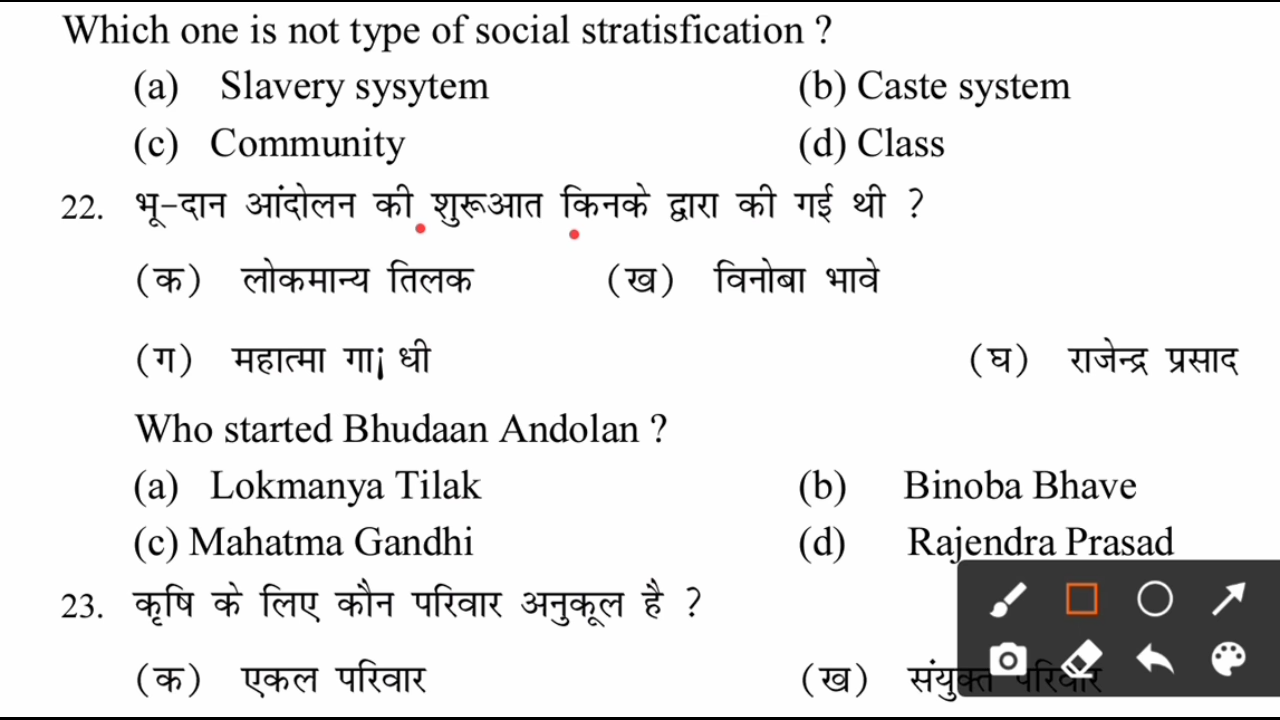 Which one is not type of social stratisfication ?
(a) Slavery sysytem (b) Caste system
(c) Community (d) Class
22. भू-दान आंदोलन की शुरूआत किनके द्वारा की गई थी ?
(क) लोकमान्य तिलक (ख) विनोबा भावे
(ग) महात्मा गा¡ धी (घ) राजेन्द्र प्रसाद
Who started Bhudaan Andolan ?
(a) Lokmanya Tilak (b) Binoba Bhave
(c) Mahatma Gandhi (d) Rajendra Prasad
23. कृषि के लिए कौन परिवार अनुकूल है ?
(क) एकल परिवार (ख) संयुक्त परिवार